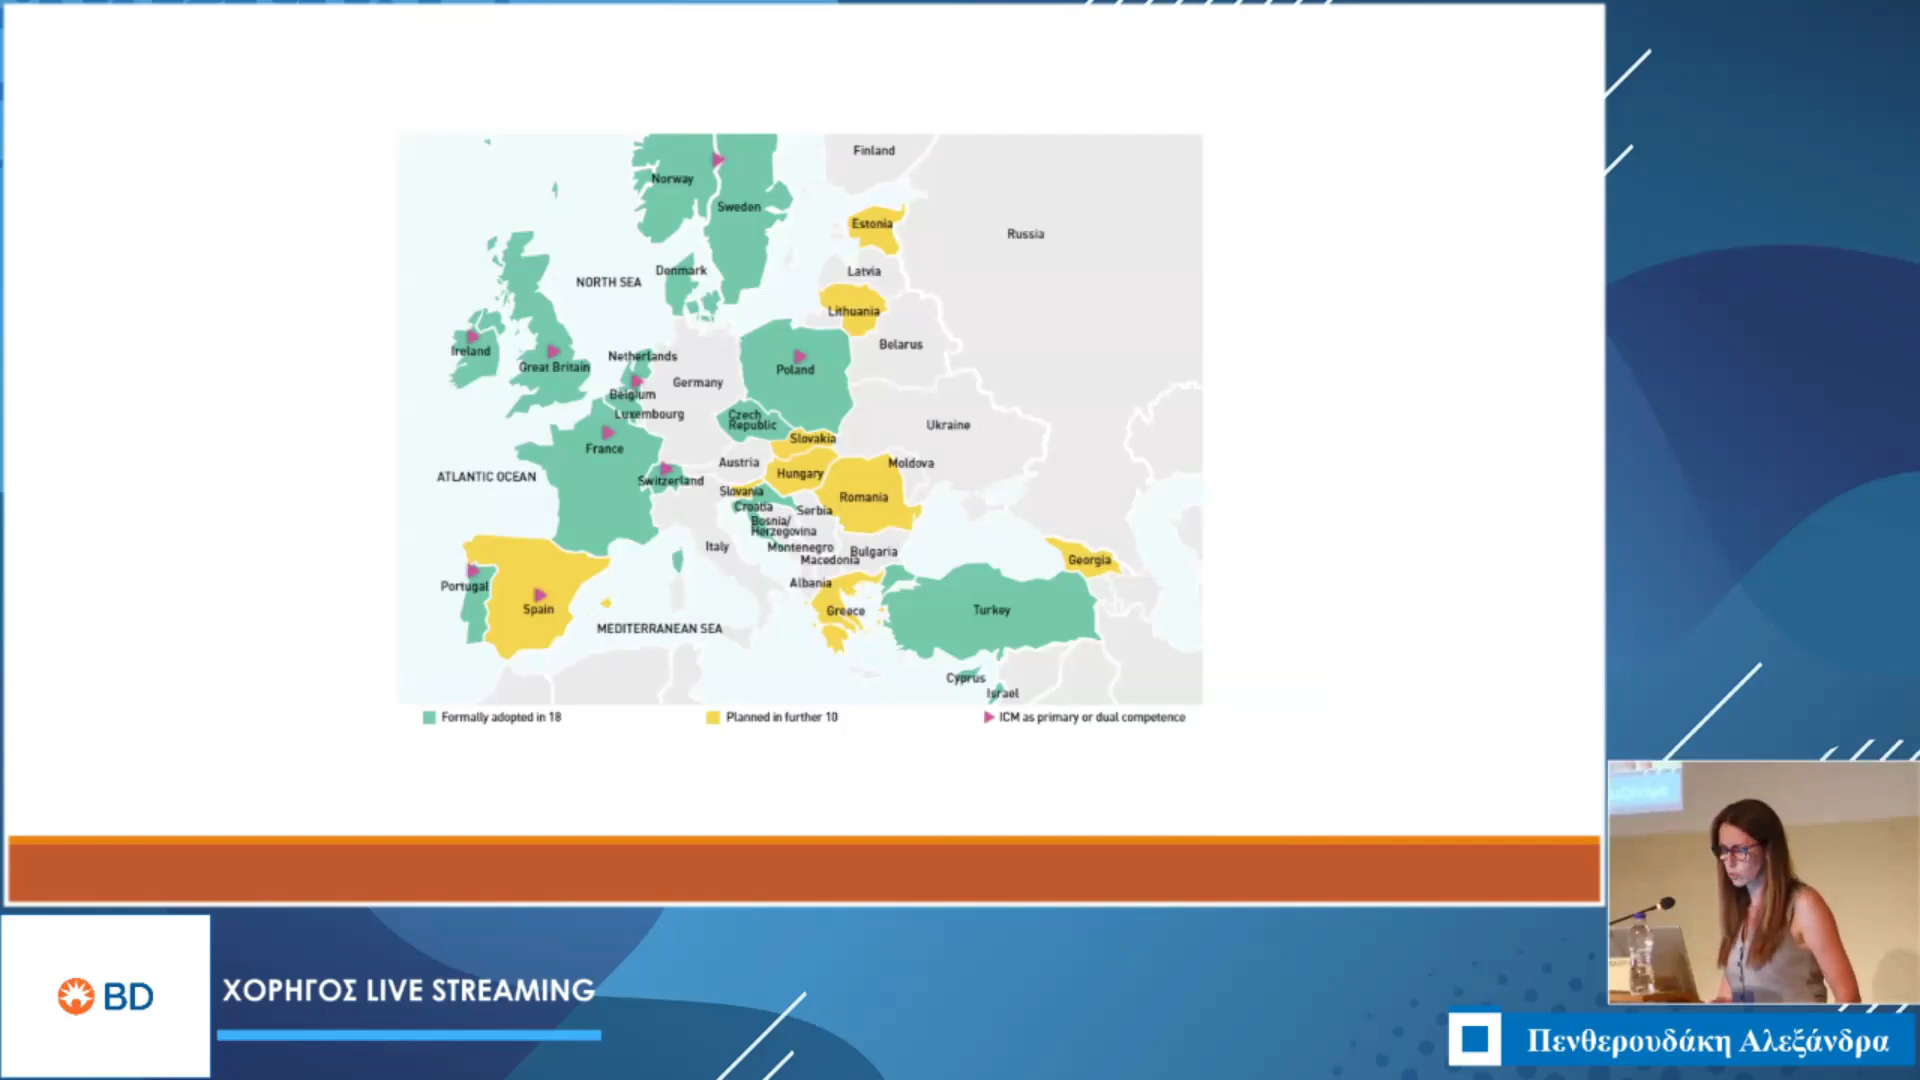 Finland
Norway
Sweden
Estonia
Russia
Denmark
Latvia
NORTH SEA
Lithuania
Belarus
Ireland
Great Britain
Netherlands
Poland
Germany
Belgium
Luxembourg
Czech
Republic
Ukraine
Slovakia
France
Austria
Moldova
ATLANTIC OCEAN
Switzerland
Hungary
Slovania
Romania
Croatia
Serbia
Bosnia/
Herzegovina
Italy
Montenegro
Bulgaria
Macedonia
Georgia
Portugal
Albania
Spain
Greece
Turkey
MEDITERRANEAN SEA
Cyprus
Israel
Formally adopted in 18
Planned in further 10
ICM as primary or dual competence
BD
ΧΟΡΗΓΟΣ LIVE STREAMING
Πενθερουδάκη Αλεξάνδρα